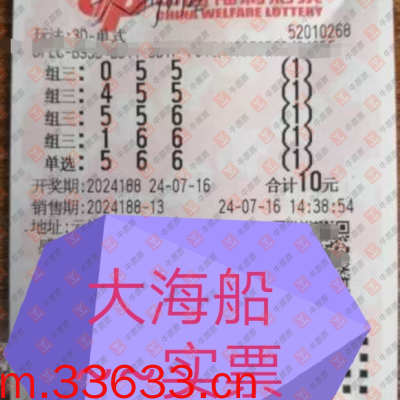 CHINA WELFARE LOTTERY
玩法:3D-单式 52010268
组三: 0 5 5 (1)
组三: 4 5 5 (1)
组三: 5 5 6 (1)
组三: 1 6 6 (1)
单选: 5 6 6 (1)
开奖期:2024188 24-07-16 合计10元
销售期:2024188-13 24-07-16 14:38:54
地址:
大海船
实票
m.33633.cn